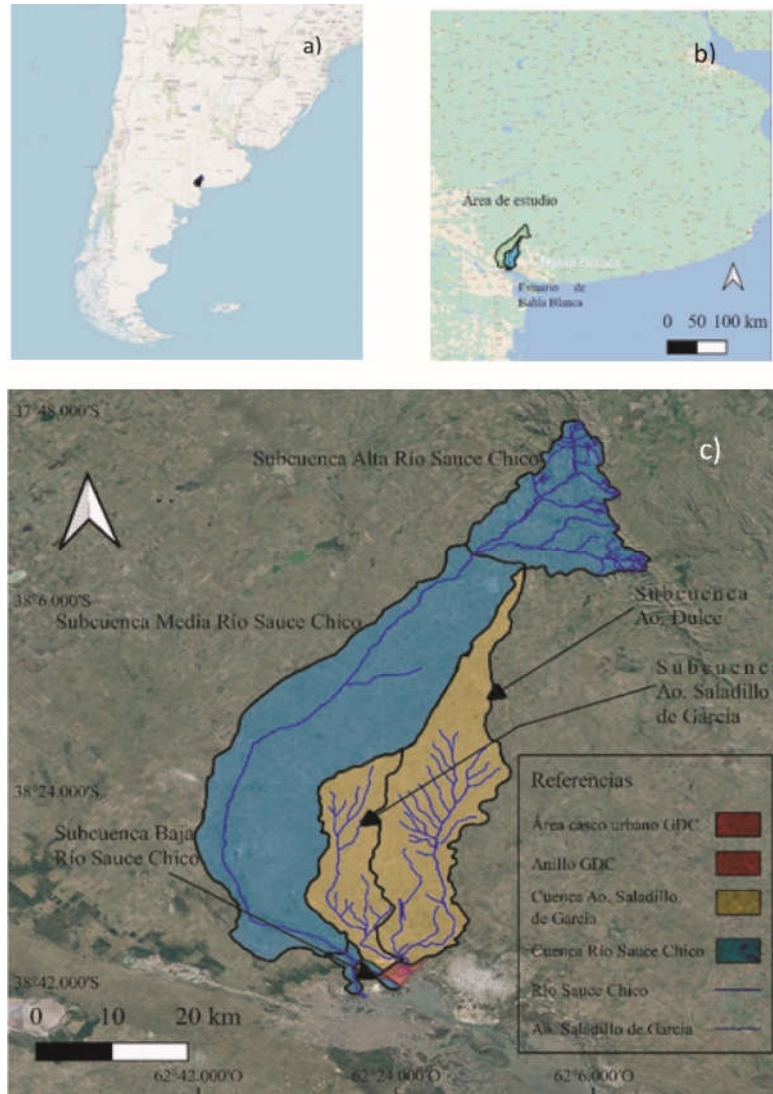 a)
b)
Área de estudio
Estuario de
Bahía Blanca
0 50 100 km
37°48.000'S
Subcuenca Alta Río Sauce Chico
c)
38°6.000'S
Subcuenca Media Río Sauce Chico
Subcuenca
Ao. Dulce
Subcuenc
Ao. Saladillo
de García
38°24.000'S
Subcuenca Baja
Río Sauce Chico
Referencias
Área casco urbano GDC
Anillo GDC
Cuenca Ao. Saladillo
de García
Cuenca Río Sauce Chico
Río Sauce Chico
Ao. Saladillo de García
38°42.000'S
0 10 20 km
62°42.000'O
62°24.000'O
62°6.000'O